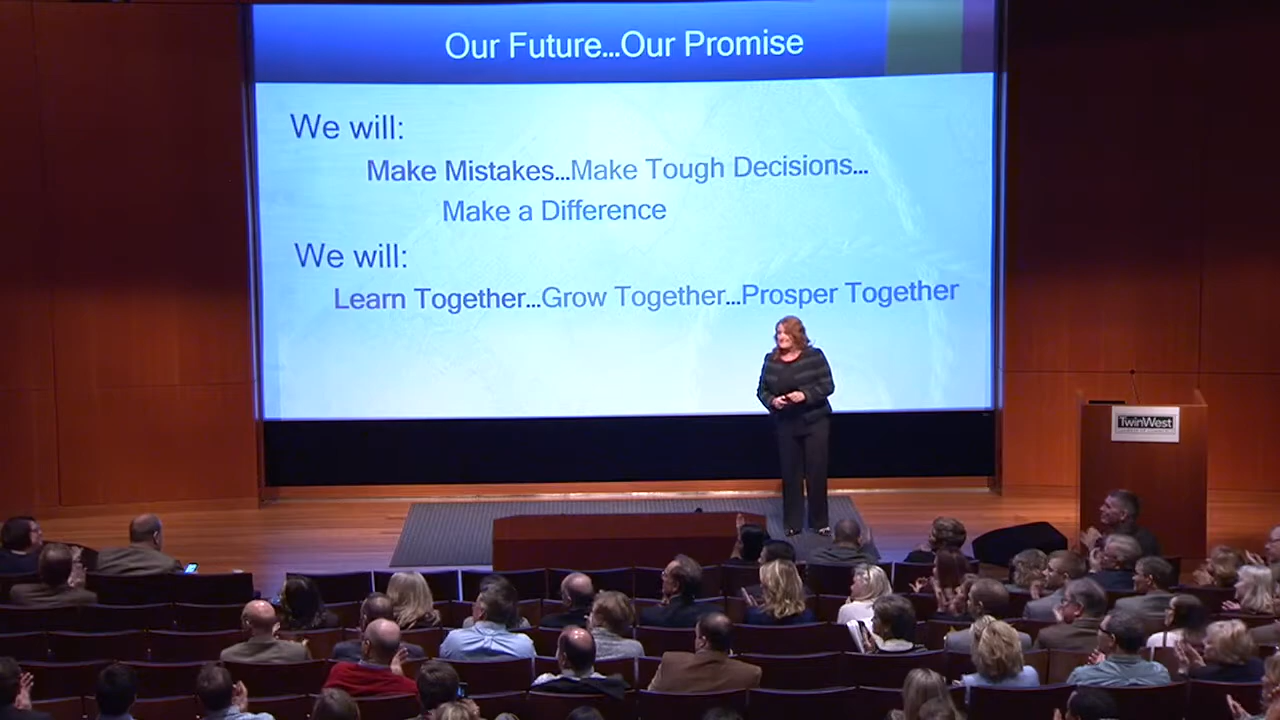 Our Future...Our Promise
We will:
Make Mistakes...Make Tough Decisions...
Make a Difference
We will:
Learn Together...Grow Together...Prosper Together
TwinWest